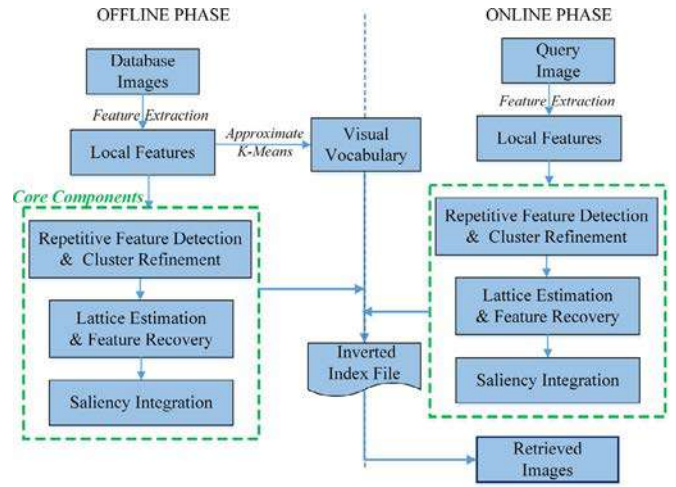 OFFLINE PHASE
ONLINE PHASE
Database
Images
Query
Image
Feature Extraction
Feature Extraction
Local Features
Approximate
K-Means
Visual
Vocabulary
Local Features
Core Components
Repetitive Feature Detection
& Cluster Refinement
Repetitive Feature Detection
& Cluster Refinement
Lattice Estimation
& Feature Recovery
Lattice Estimation
& Feature Recovery
Inverted
Index File
Saliency Integration
Saliency Integration
Retrieved
Images